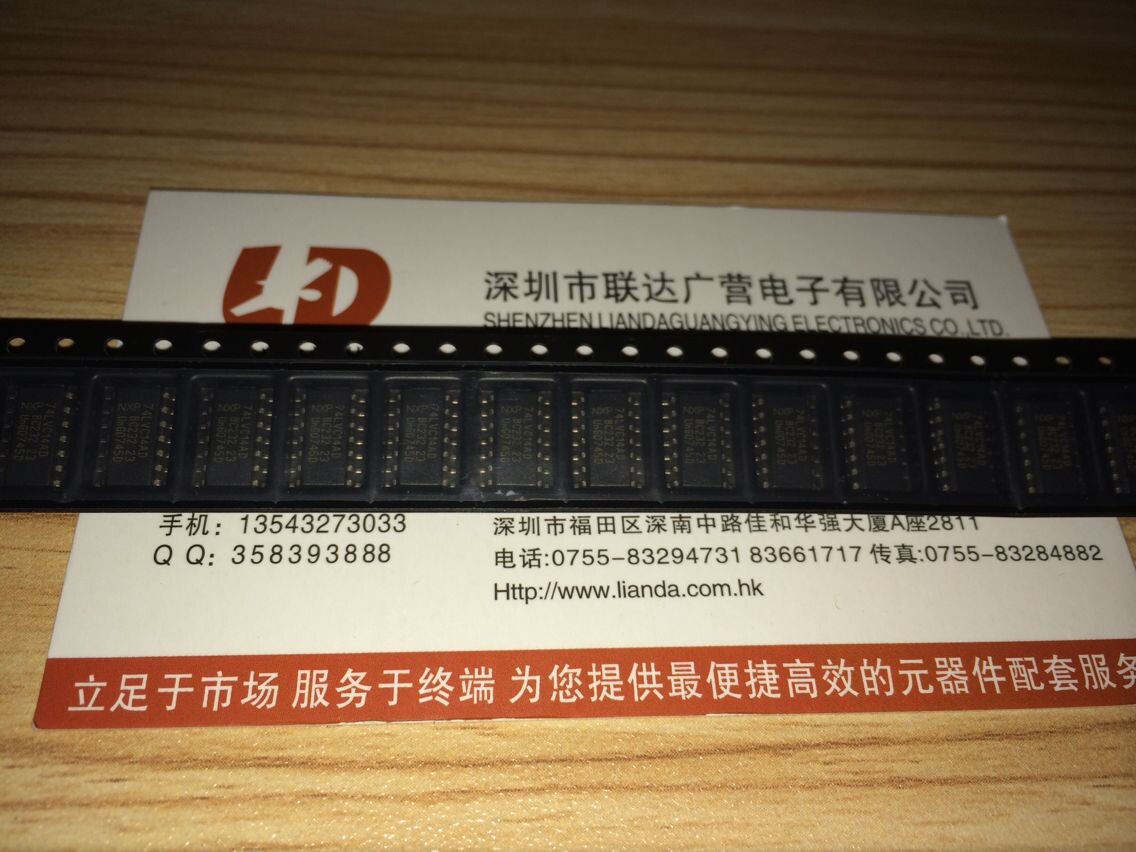 深圳市联达广营电子有限公司
SHENZHEN LIANDAGUANGYING ELECTRONICS CO.,LTD.
NXP
74LV014AD
手机：13543273033
Q Q：358393888
深圳市福田区深南中路佳和华强大厦A座2811
电话:0755-83294731 83661717 传真:0755-83284882
Http://www.lianda.com.hk
立足于市场 服务于终端 为您提供最便捷高效的元器件配套服务